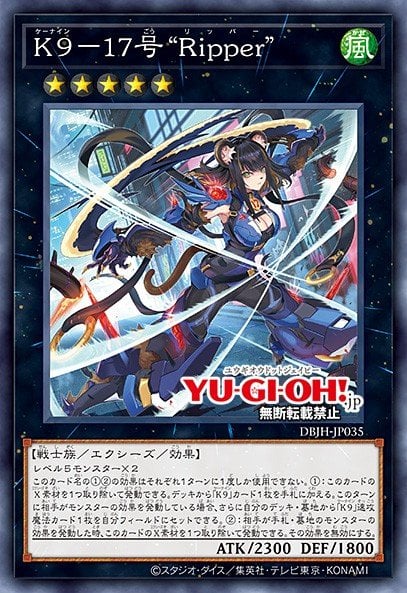 ケーナイン ごう リッパー
K9－17号 “Ripper”
風
ユウギオウドットジェイピー
YU-GI-OH!.jp
無断転載禁止
DBJH-JP035
【戦士族／エクシーズ／効果】
レベル５モンスター×２
このカード名の①②の効果はそれぞれ１ターンに１度しか使用できない。①：このカードの
X素材を１つ取り除いて発動できる。デッキから「K9」カード１枚を手札に加える。このターン
に相手がモンスターの効果を発動している場合、さらに自分のデッキ・墓地から「K9」速攻
魔法カード１枚を自分フィールドにセットできる。②：相手が手札・墓地のモンスターの
効果を発動した時、このカードのX素材を１つ取り除いて発動できる。その効果を無効にする。
ATK/2300 DEF/1800
©スタジオ・ダイス／集英社・テレビ東京・KONAMI